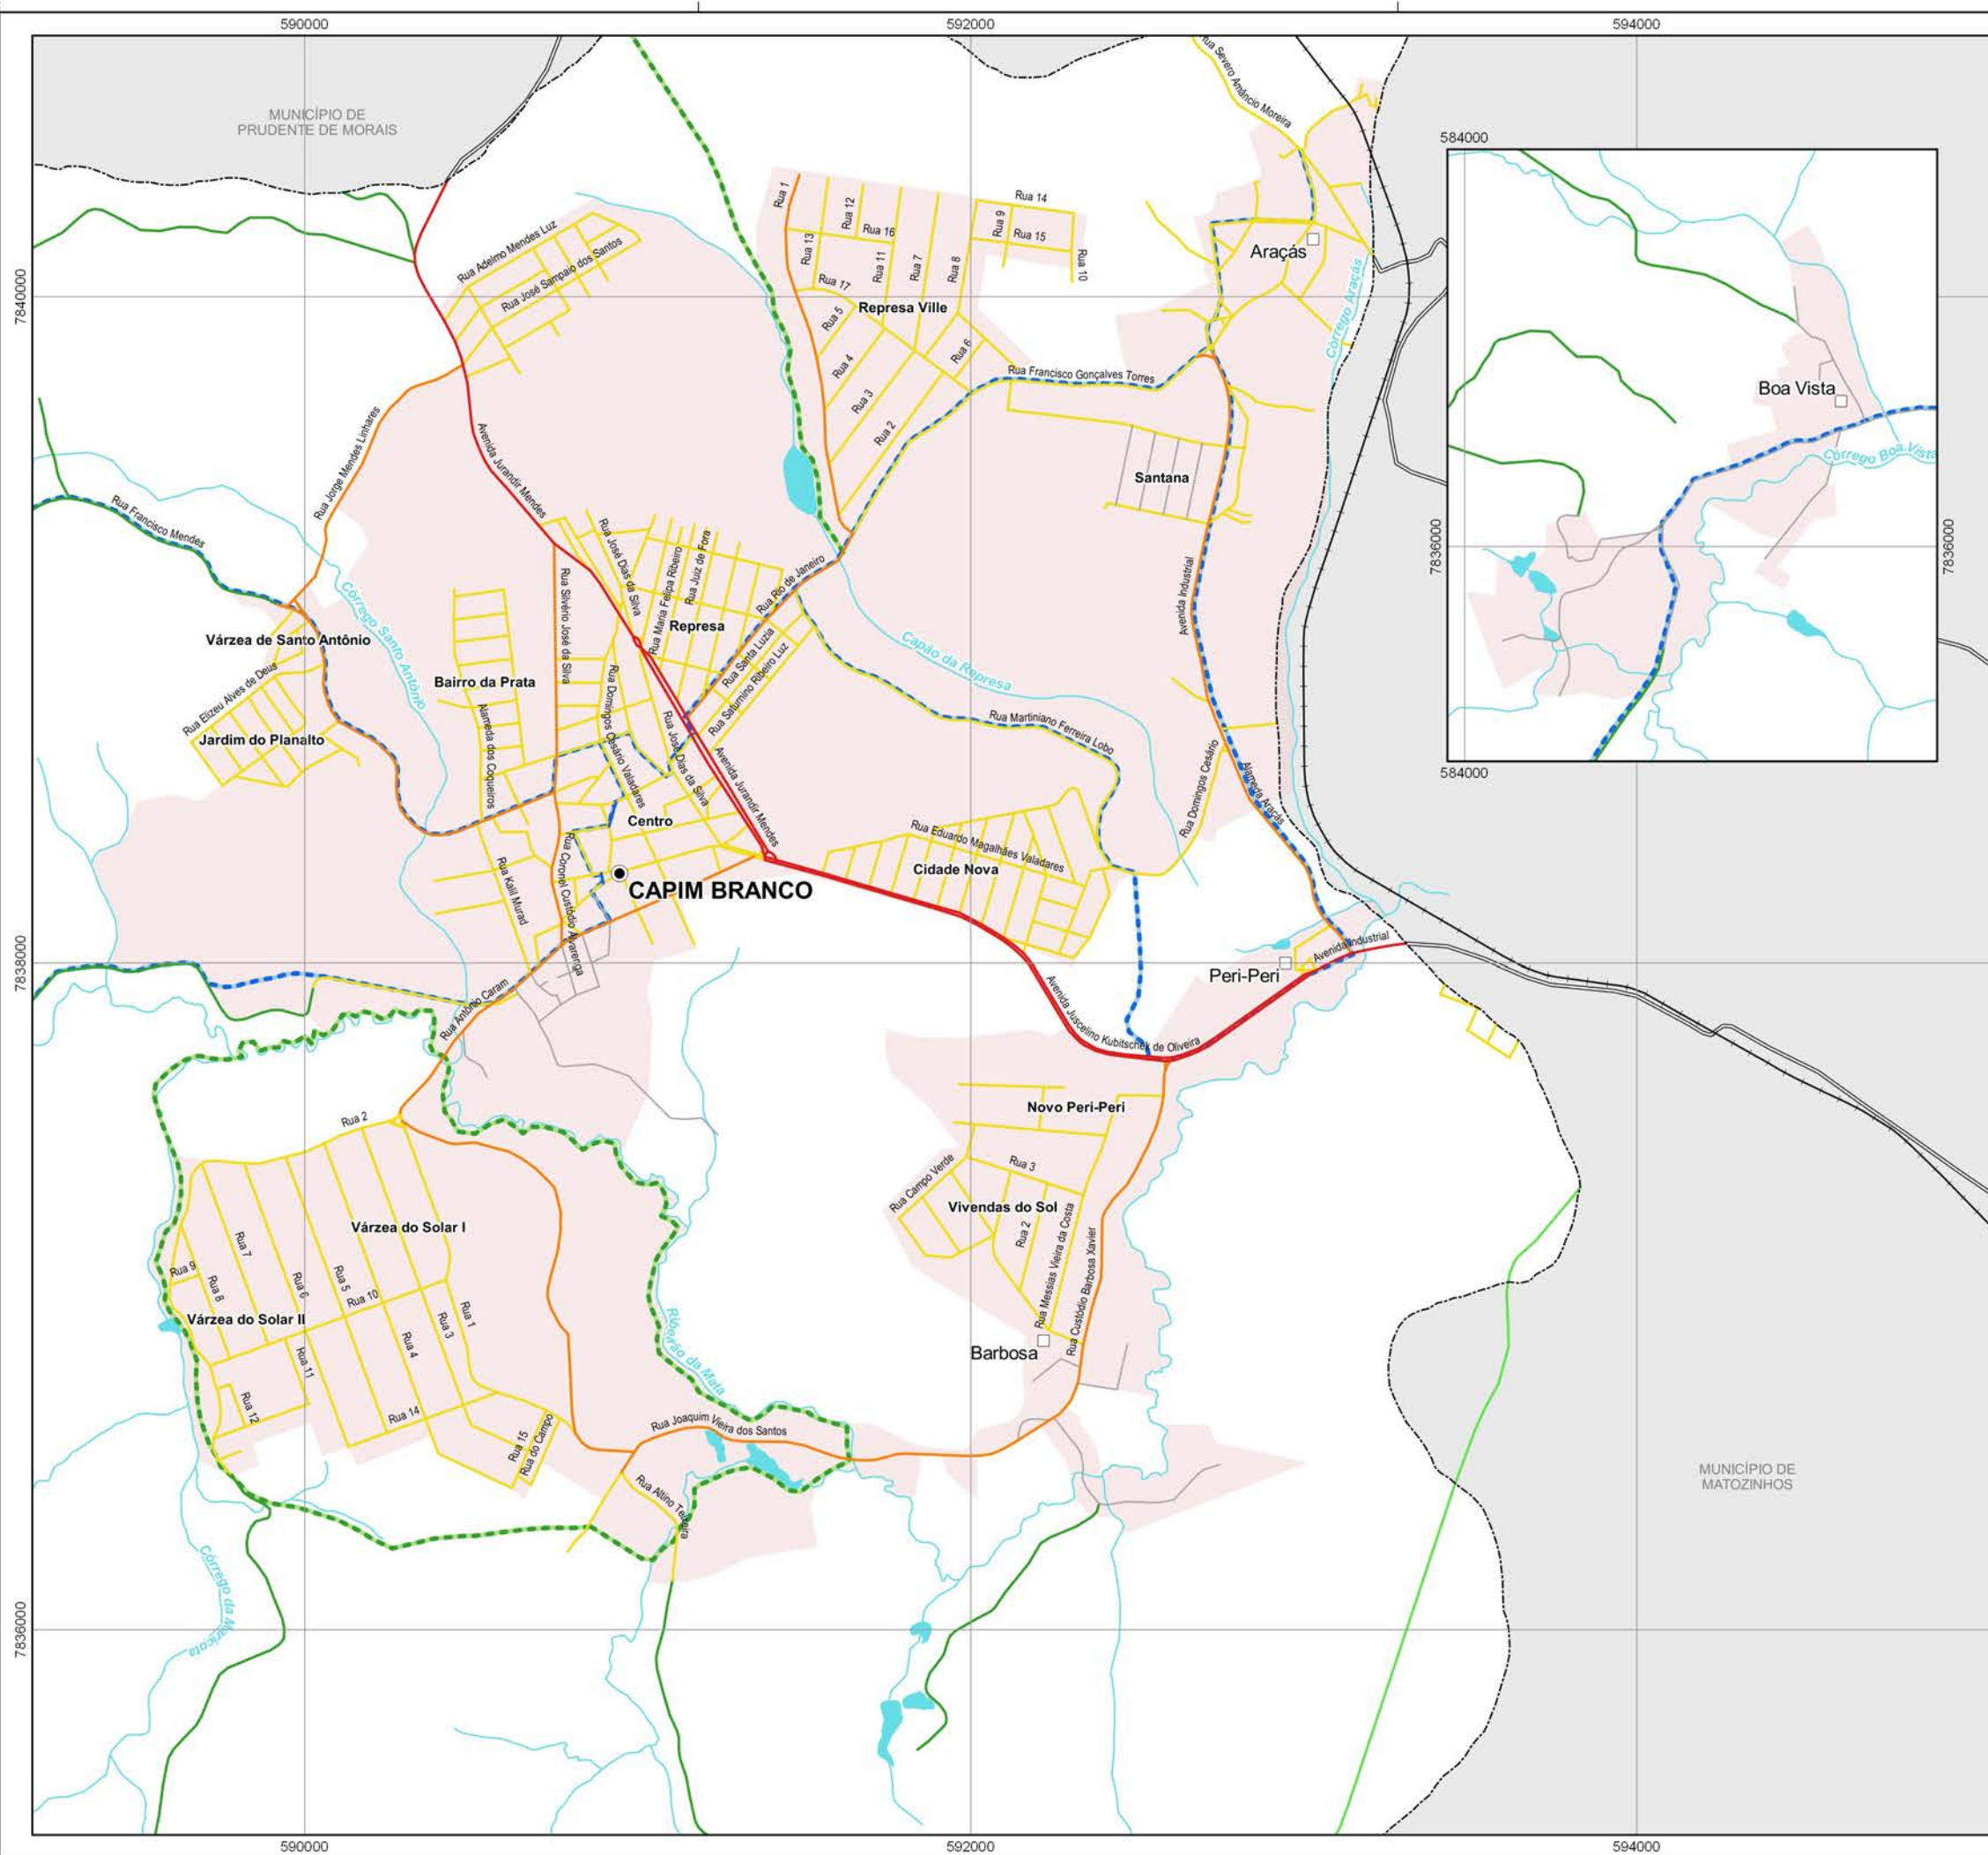 590000
592000
594000
MUNICÍPIO DE
PRUDENTE DE MORAIS
Rua Severo Amâncio Moreira
584000
Rua 1
Rua 12
Rua 16
Rua 13
Rua 11
Rua 7
Rua 8
Rua 9
Rua 14
Rua 15
Rua 10
Rua 17
Araçás
Rua Adelmo Mendes Luz
Rua José Sampaio dos Santos
7840000
Represa Ville
Rua 5
Rua 4
Rua 3
Rua 2
Rua 6
Córrego Araçás
Rua Francisco Gonçalves Torres
Boa Vista
Córrego Boa Vista
Rua Jorge Mendes Linhares
Avenida Jurandir Mendes
Santana
Rua Francisco Mendes
7836000
7836000
Rua José Dias da Silva
Rua Maria Felipa Ribeiro
Rua Juiz de Fora
Rua Rio de Janeiro
Avenida Industrial
Rua Silvério José da Silva
Córrego Santo Antônio
Várzea de Santo Antônio
Represa
Capão da Represa
Rua Santa Luzia
Rua Saturnino Ribeiro Luz
Rua Elizeu Alves de Deus
Bairro da Prata
Rua Domingos Cesário Valadares
Jardim do Planalto
Alameda dos Coqueiros
Rua José Dias da Silva
Avenida Jurandir Mendes
Rua Martiniano Ferreira Lobo
Rua Domingos Cesário
Alameda Araçás
584000
Centro
Rua Eduardo Magalhães Valadares
Cidade Nova
CAPIM BRANCO
Rua Kalil Murad
Rua Coronel Custódio Alvarenga
7838000
Avenida Industrial
Peri-Peri
Rua Antônio Caram
Avenida Juscelino Kubitschek de Oliveira
Novo Peri-Peri
Rua 2
Rua 3
Rua Campo Verde
Vivendas do Sol
Rua 2
Rua Messias Vieira da Costa
Rua Custódio Barbosa Xavier
Várzea do Solar I
Rua 7
Rua 9
Rua 8
Rua 6
Rua 5
Rua 10
Rua 1
Rua 3
Rua 4
Várzea do Solar II
Rua 11
Rua 12
Rua 14
Rua 15
Rua do Campo
Ribeirão da Mata
Barbosa
Rua Joaquim Vieira dos Santos
Rua Altino Teixeira
MUNICÍPIO DE
MATOZINHOS
Córrego da Maricota
7836000
590000
592000
594000